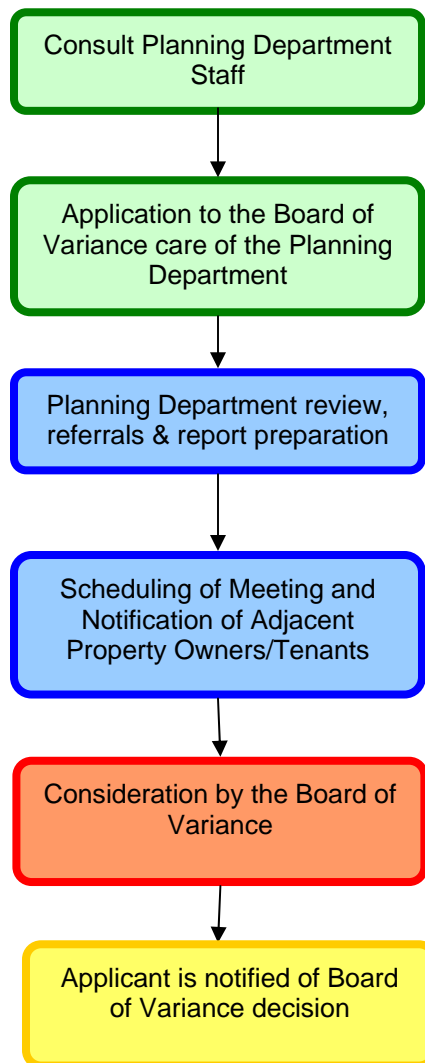 Consult Planning Department
Staff
Application to the Board of
Variance care of the Planning
Department
Planning Department review,
referrals & report preparation
Scheduling of Meeting and
Notification of Adjacent
Property Owners/Tenants
Consideration by the Board of
Variance
Applicant is notified of Board
of Variance decision